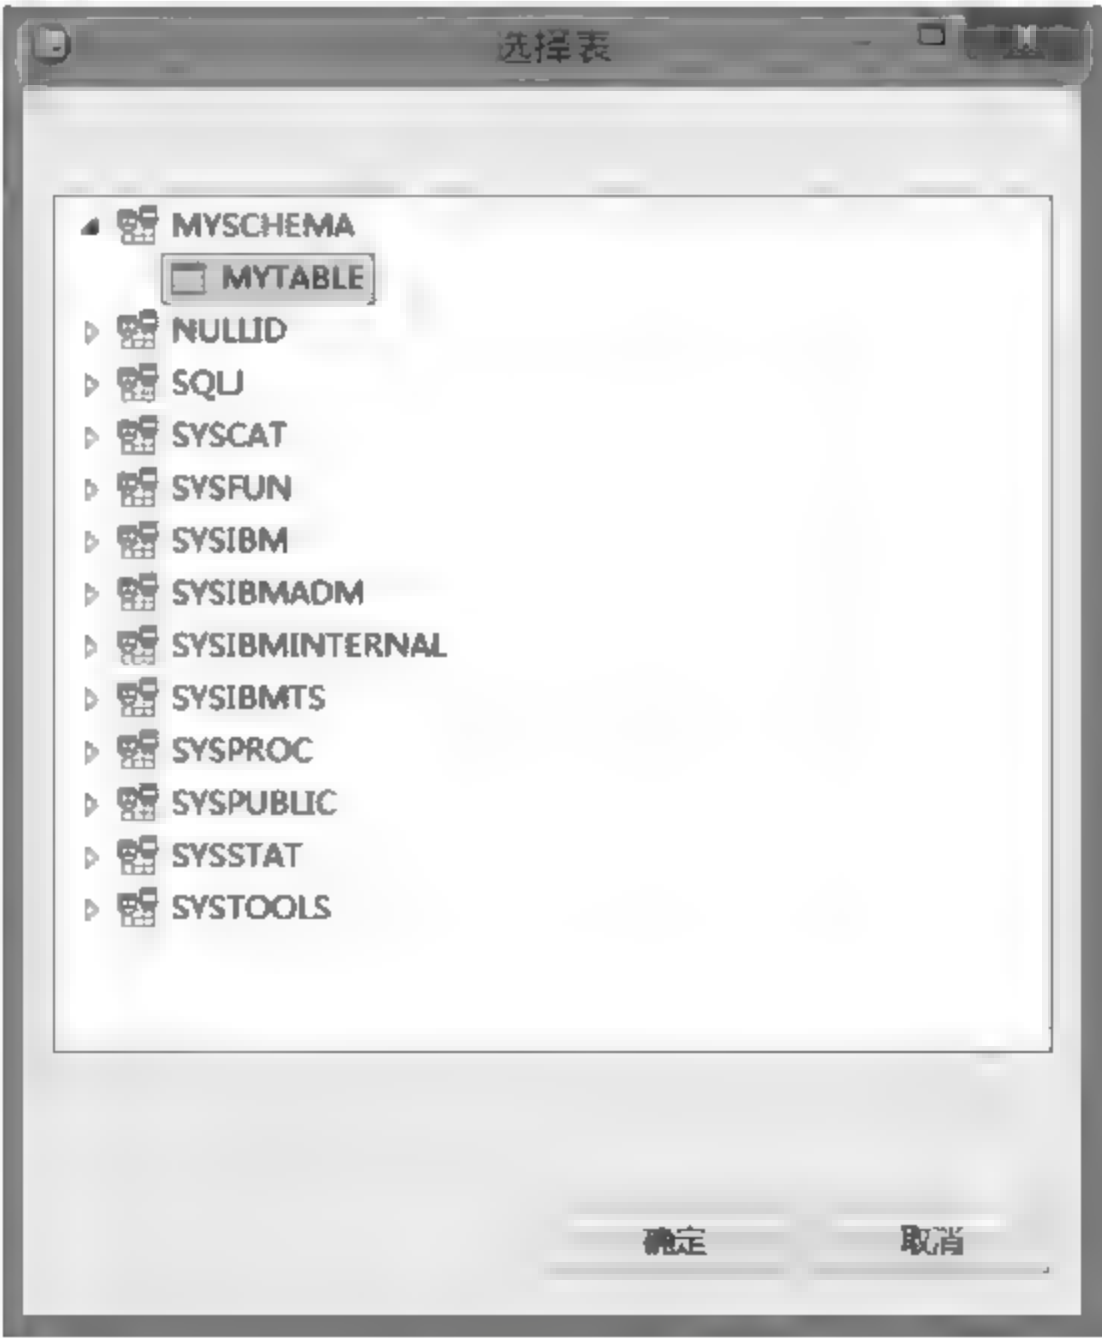 选择表
MYSCHEMA
MYTABLE
NULLID
SQLJ
SYSCAT
SYSFUN
SYSIBM
SYSIBMADM
SYSIBMINTERNAL
SYSIBMTS
SYSPROC
SYSPUBLIC
SYSSTAT
SYSTOOLS
确定 取消